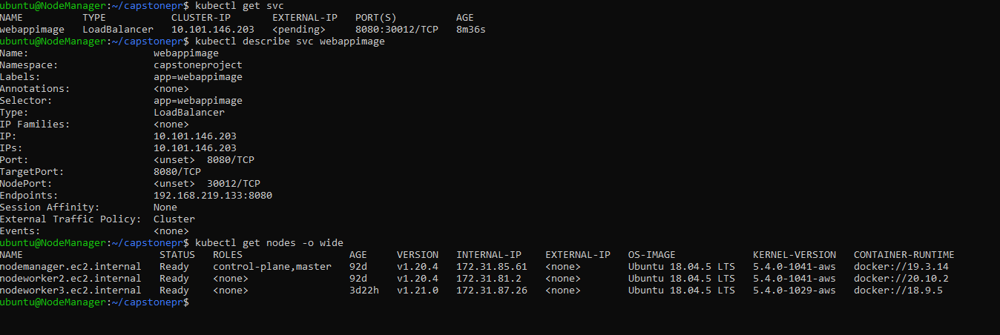 ubuntu@NodeManager:~/capstonepr$ kubectl get svc
NAME          TYPE           CLUSTER-IP       EXTERNAL-IP   PORT(S)          AGE
webappimage   LoadBalancer   10.101.146.203   <pending>     8080:30012/TCP   8m36s
ubuntu@NodeManager:~/capstonepr$ kubectl describe svc webappimage
Name:                     webappimage
Namespace:                capstoneproject
Labels:                   app=webappimage
Annotations:              <none>
Selector:                 app=webappimage
Type:                     LoadBalancer
IP Families:              <none>
IP:                       10.101.146.203
IPs:                      10.101.146.203
Port:                     <unset>  8080/TCP
TargetPort:               8080/TCP
NodePort:                 <unset>  30012/TCP
Endpoints:                192.168.219.133:8080
Session Affinity:         None
External Traffic Policy:  Cluster
Events:                   <none>
ubuntu@NodeManager:~/capstonepr$ kubectl get nodes -o wide
NAME                       STATUS   ROLES                  AGE     VERSION   INTERNAL-IP    EXTERNAL-IP   OS-IMAGE             KERNEL-VERSION    CONTAINER-RUNTIME
nodemanager.ec2.internal   Ready    control-plane,master   92d     v1.20.4   172.31.85.61   <none>        Ubuntu 18.04.5 LTS   5.4.0-1041-aws    docker://19.3.14
nodeworker2.ec2.internal   Ready    <none>                 92d     v1.20.4   172.31.81.2    <none>        Ubuntu 18.04.5 LTS   5.4.0-1041-aws    docker://20.10.2
nodeworker3.ec2.internal   Ready    <none>                 3d22h   v1.21.0   172.31.87.26   <none>        Ubuntu 18.04.5 LTS   5.4.0-1029-aws    docker://18.9.5
ubuntu@NodeManager:~/capstonepr$